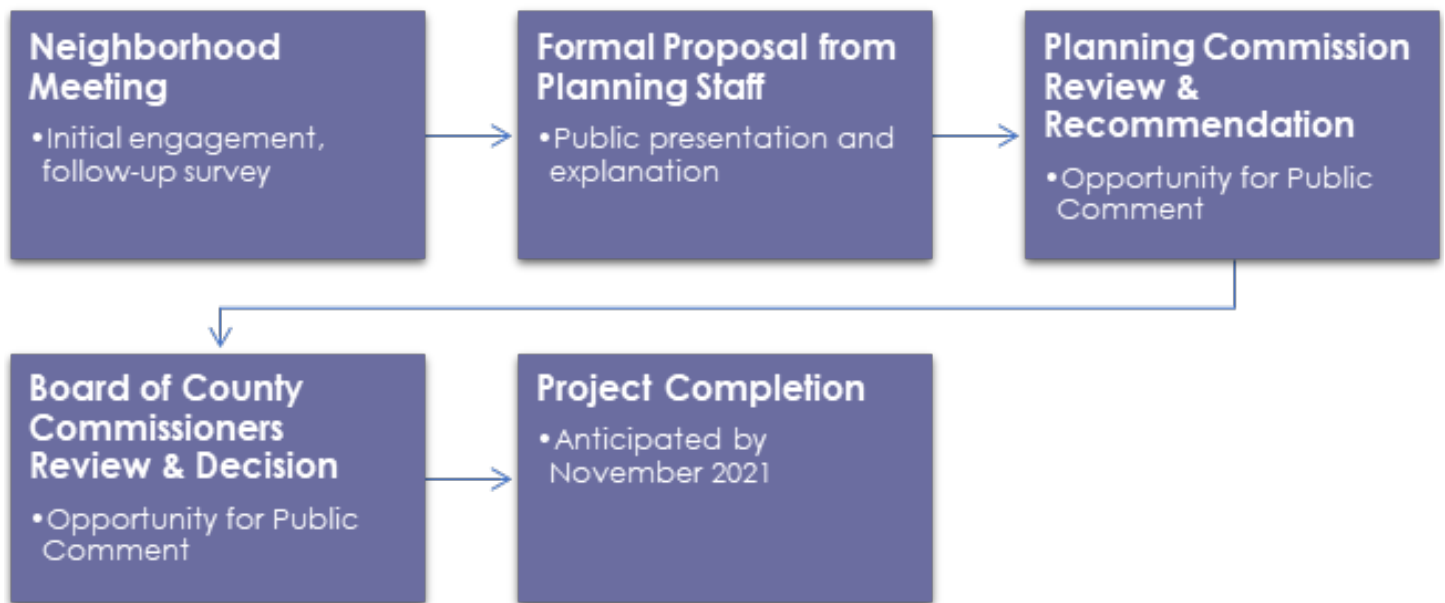 Neighborhood
Meeting
•Initial engagement,
follow-up survey
Formal Proposal from
Planning Staff
•Public presentation and
explanation
Planning Commission
Review &
Recommendation
•Opportunity for Public
Comment
Board of County
Commissioners
Review & Decision
•Opportunity for Public
Comment
Project Completion
•Anticipated by
November 2021